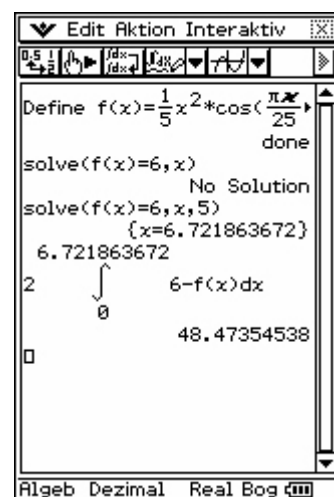 Edit Aktion Interaktiv
Define f(x)=1/5x^2*cos(πx/25
done
solve(f(x)=6,x)
No Solution
solve(f(x)=6,x,5)
{x=6.721863672}
6.721863672
2 ∫ 6-f(x)dx
0
48.47354538
Algeb Dezimal Real Bog